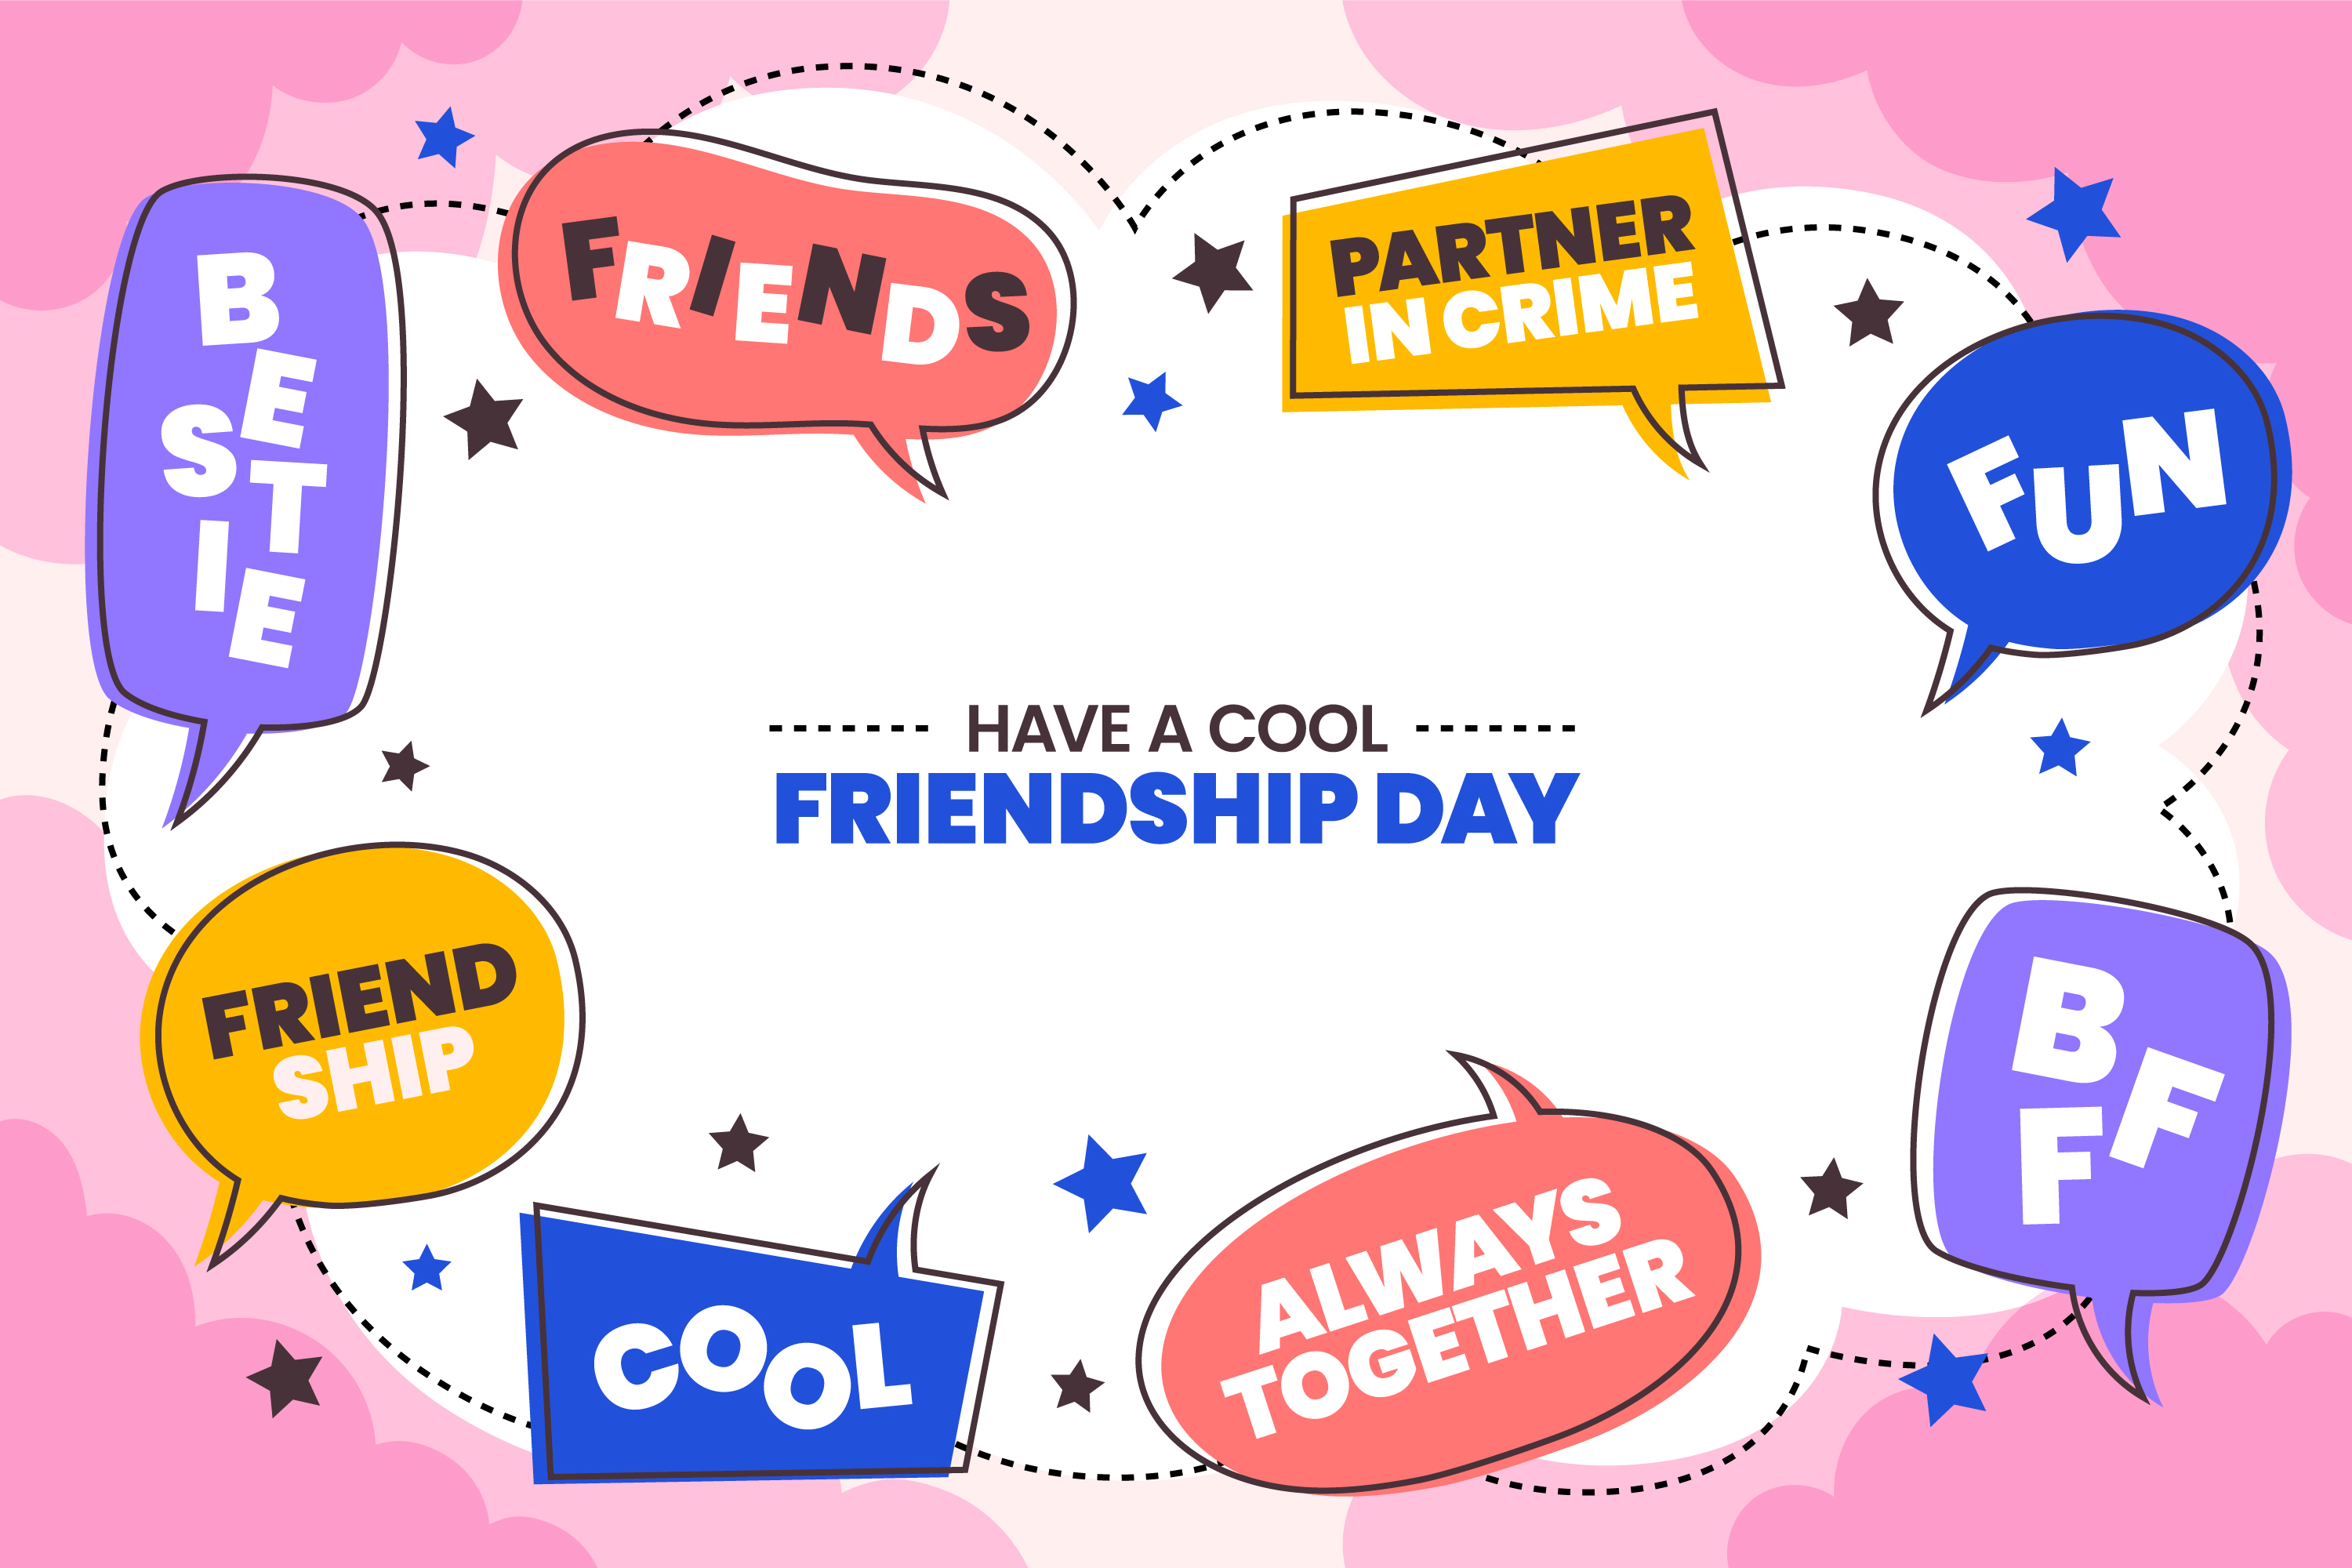 BESTIE
FRIENDS
PARTNER
IN CRIME
FUN
HAVE A COOL
FRIENDSHIP DAY
FRIEND
SHIP
COOL
ALWAYS
TOGETHER
BFF